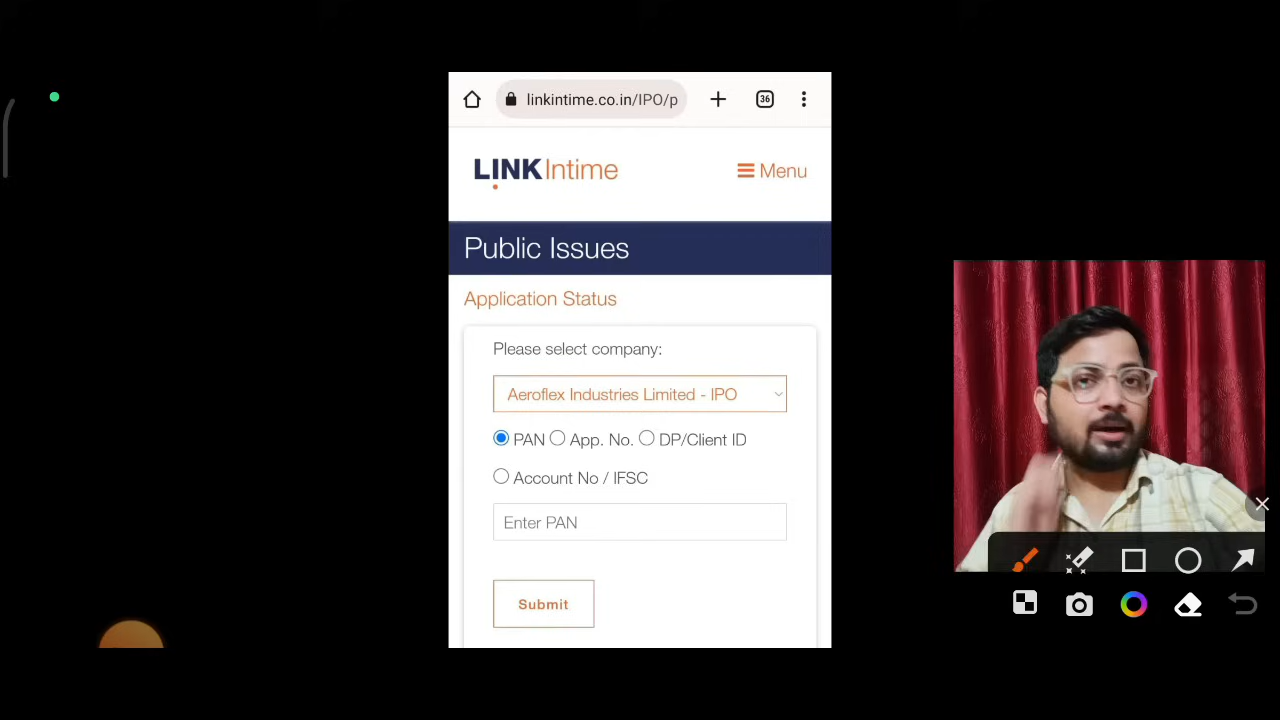 linkintime.co.in/IPO/p
36
LINK Intime
Menu
Public Issues
Application Status
Please select company:
Aeroflex Industries Limited - IPO
PAN App. No. DP/Client ID
Account No / IFSC
Enter PAN
Submit